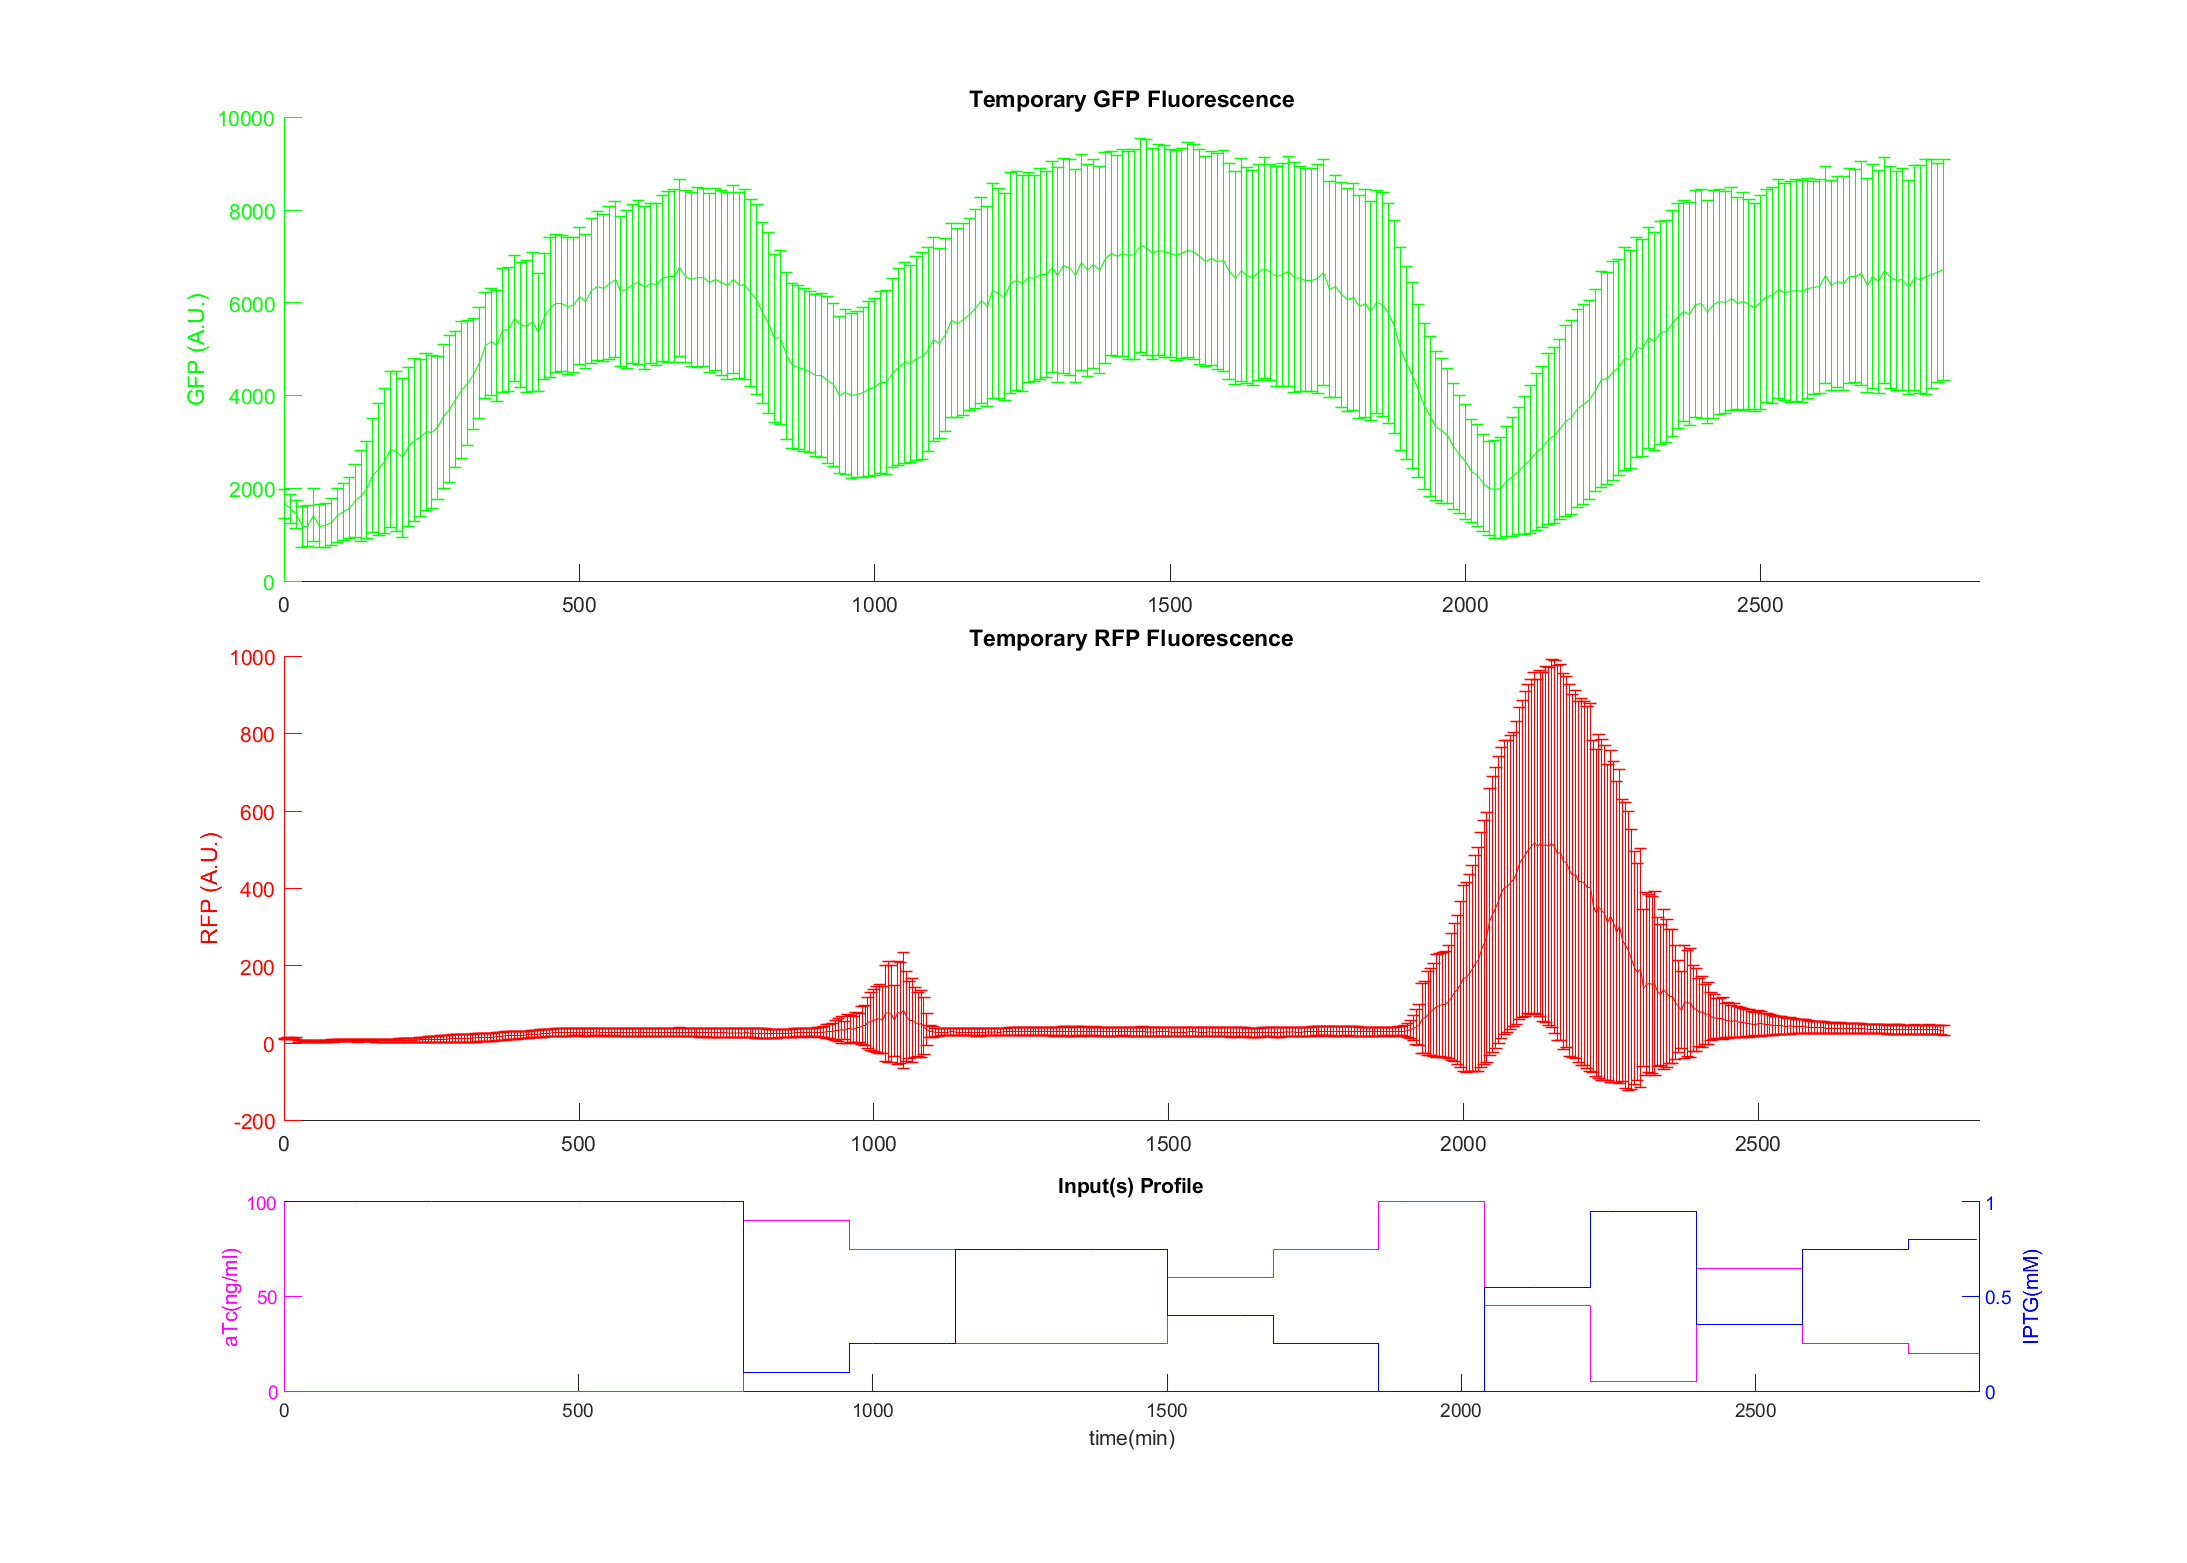 Temporary GFP Fluorescence
10000
8000
6000
4000
2000
0
GFP (A.U.)
0 500 1000 1500 2000 2500
Temporary RFP Fluorescence
1000
800
600
400
200
0
-200
RFP (A.U.)
0 500 1000 1500 2000 2500
Input(s) Profile
100
50
0
aTc(ng/ml)
1
0.5
0
IPTG(mM)
0 500 1000 1500 2000 2500
time(min)